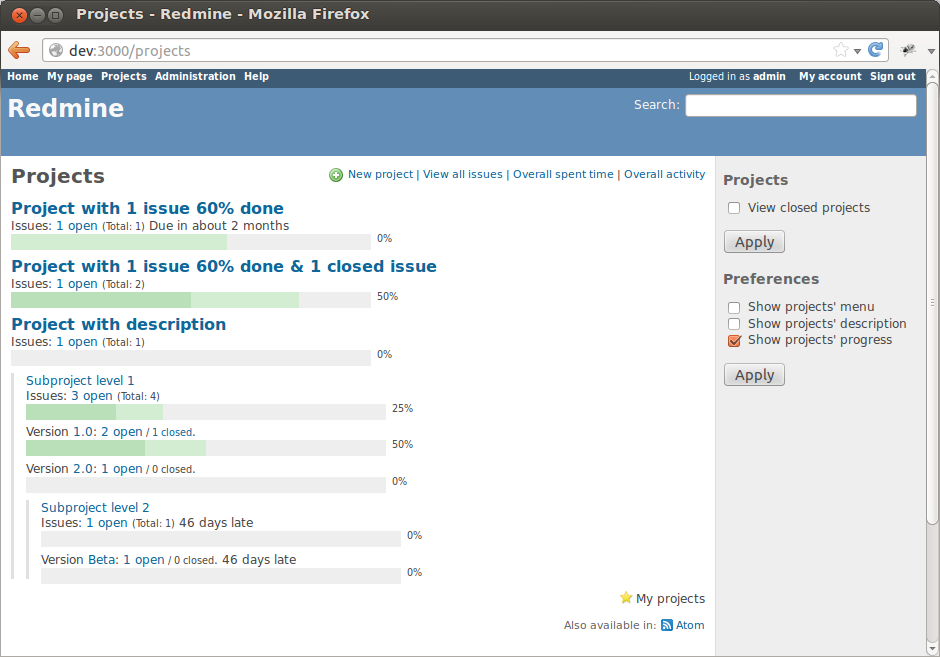 Projects - Redmine - Mozilla Firefox
dev:3000/projects
Home My page Projects Administration Help
Logged in as admin My account Sign out
Redmine
Search:
Projects
New project | View all issues | Overall spent time | Overall activity
Project with 1 issue 60% done
Issues: 1 open (Total: 1) Due in about 2 months
0%
Project with 1 issue 60% done & 1 closed issue
Issues: 1 open (Total: 2)
50%
Project with description
Issues: 1 open (Total: 1)
0%
Subproject level 1
Issues: 3 open (Total: 4)
25%
Version 1.0: 2 open / 1 closed.
50%
Version 2.0: 1 open / 0 closed.
0%
Subproject level 2
Issues: 1 open (Total: 1) 46 days late
0%
Version Beta: 1 open / 0 closed. 46 days late
0%
My projects
Also available in: Atom
Projects
View closed projects
Apply
Preferences
Show projects' menu
Show projects' description
Show projects' progress
Apply